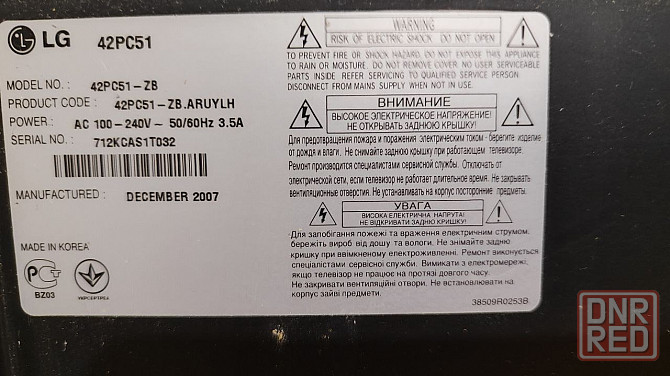 LG 42PC51
MODEL NO. : 42PC51-ZB
PRODUCT CODE : 42PC51-ZB.ARUYLH
POWER : AC 100-240V~ 50/60Hz 3.5A
SERIAL NO. : 712KCAS1T032
MANUFACTURED : DECEMBER 2007
MADE IN KOREA
BZ03
WARNING
RISK OF ELECTRIC SHOCK DO NOT OPEN
TO PREVENT FIRE OR SHOCK HAZARD, DO NOT EXPOSE THIS APPLIANCE
TO RAIN OR MOISTURE. DO NOT REMOVE COVER. NO USER SERVICEABLE
PARTS INSIDE. REFER SERVICING TO QUALIFIED SERVICE PERSON
DISCONNECT FROM MAINS SUPPLY WHEN NOT IN USE.
ВНИМАНИЕ
ВЫСОКОЕ ЭЛЕКТРИЧЕСКОЕ НАПРЯЖЕНИЕ!
НЕ ОТКРЫВАТЬ ЗАДНЮЮ КРЫШКУ!
Для предотвращения пожара и поражения электрическим током - берегите изделие
от дождя и влаги. Не снимайте заднюю крышку при работающем телевизоре.
Ремонт производится специалистами сервисной службы. Отключать от
электрической сети, если телевизор не работает длительное время. Не закрывать
вентиляционные отверстия. Не устанавливать на корпус посторонние предметы.
УВАГА
ВИСОКА ЕЛЕКТРИЧНА НАПРУГА!
НЕ ВІДКРИВАТИ ЗАДНЮ КРИШКУ!
Для запобігання пожежі та враження електричним струмом.
бережіть виріб від дощу та вологи. Не знімайте задню кришку
при ввімкненому електроживленні. Ремонт виконується
спеціалістами сервісної служби. Вимикати з електромережі,
якщо телевізор не працює на протязі довгого часу.
Не закривати вентиляційні отвори. Не встановлювати на
корпус зайві предмети.
38509R0253B
DNR
RED